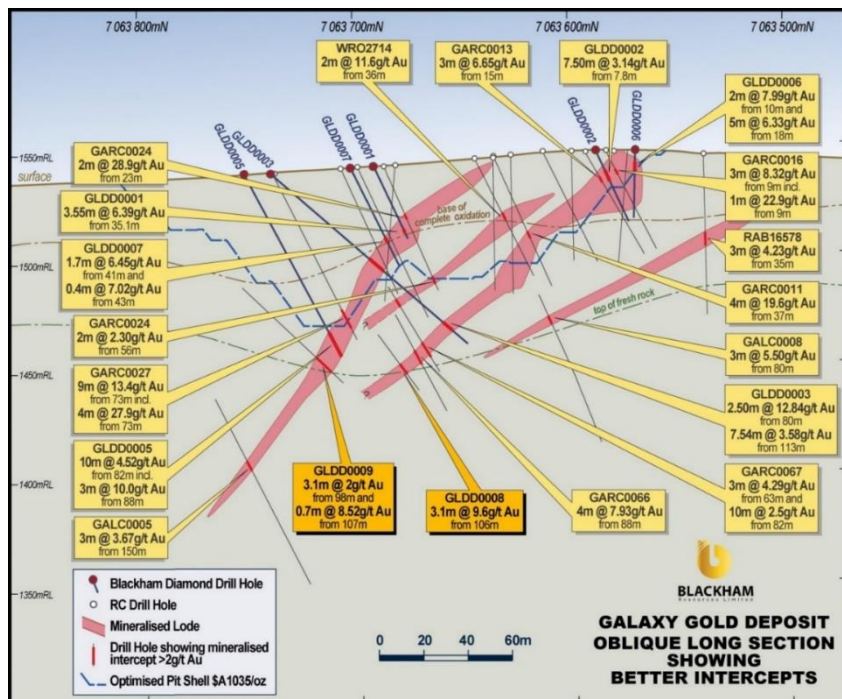 7 063 800mN
7 063 700mN
7 063 600mN
7 063 500mN
WRO2714
2m @ 11.6g/t Au
from 36m
GARC0013
3m @ 6.65g/t Au
from 15m
GLDD0002
7.50m @ 3.14g/t Au
from 7.8m
GLDD0006
2m @ 7.99g/t Au
from 10m and
5m @ 6.33g/t Au
from 18m
GLDD0005
GLDD0003
GLDD0007
GLDD0001
GLDD0002
GLDD0006
1550mRL
surface
GARC0024
2m @ 28.9g/t Au
from 23m
GARC0016
3m @ 8.32g/t Au
from 9m incl.
1m @ 22.9g/t Au
from 9m
GLDD0001
3.55m @ 6.39g/t Au
from 35.1m
base of
complete oxidation
RAB16578
3m @ 4.23g/t Au
from 35m
GLDD0007
1.7m @ 6.45g/t Au
from 41m and
0.4m @ 7.02g/t Au
from 43m
1500mRL
GARC0011
4m @ 19.6g/t Au
from 37m
top of fresh rock
GARC0024
2m @ 2.30g/t Au
from 56m
GALC0008
3m @ 5.50g/t Au
from 80m
1450mRL
GARC0027
9m @ 13.4g/t Au
from 73m incl.
4m @ 27.9g/t Au
from 73m
GLDD0003
2.50m @ 12.84g/t Au
from 80m
7.54m @ 3.58g/t Au
from 113m
GLDD0005
10m @ 4.52g/t Au
from 82m incl.
3m @ 10.0g/t Au
from 88m
1400mRL
GLDD0009
3.1m @ 2g/t Au
from 98m and
0.7m @ 8.52g/t Au
from 107m
GLDD0008
3.1m @ 9.6g/t Au
from 106m
GARC0066
4m @ 7.93g/t Au
from 88m
GARC0067
3m @ 4.29g/t Au
from 63m and
10m @ 2.5g/t Au
from 82m
GALC0005
3m @ 3.67g/t Au
from 150m
1350mRL
Blackham Diamond Drill Hole
RC Drill Hole
Mineralised Lode
Drill Hole showing mineralised
intercept >2g/t Au
Optimised Pit Shell $A1035/oz
0 20 40 60m
BLACKHAM
Resources Limited
GALAXY GOLD DEPOSIT
OBLIQUE LONG SECTION
SHOWING
BETTER INTERCEPTS